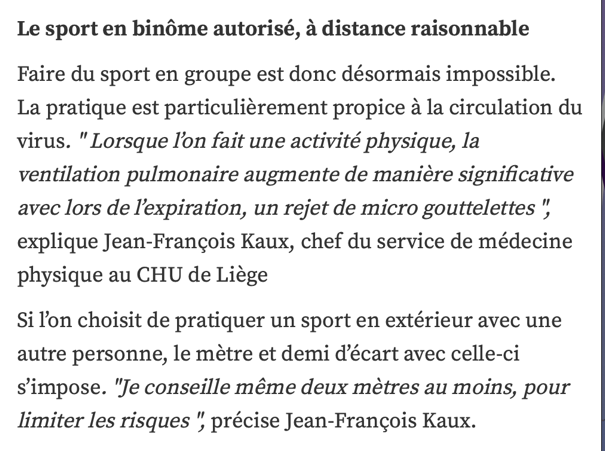 Le sport en binôme autorisé, à distance raisonnable
Faire du sport en groupe est donc désormais impossible.
La pratique est particulièrement propice à la circulation du
virus. " Lorsque l’on fait une activité physique, la
ventilation pulmonaire augmente de manière significative
avec lors de l’expiration, un rejet de micro gouttelettes ",
explique Jean-François Kaux, chef du service de médecine
physique au CHU de Liège
Si l’on choisit de pratiquer un sport en extérieur avec une
autre personne, le mètre et demi d’écart avec celle-ci
s’impose. "Je conseille même deux mètres au moins, pour
limiter les risques ", précise Jean-François Kaux.